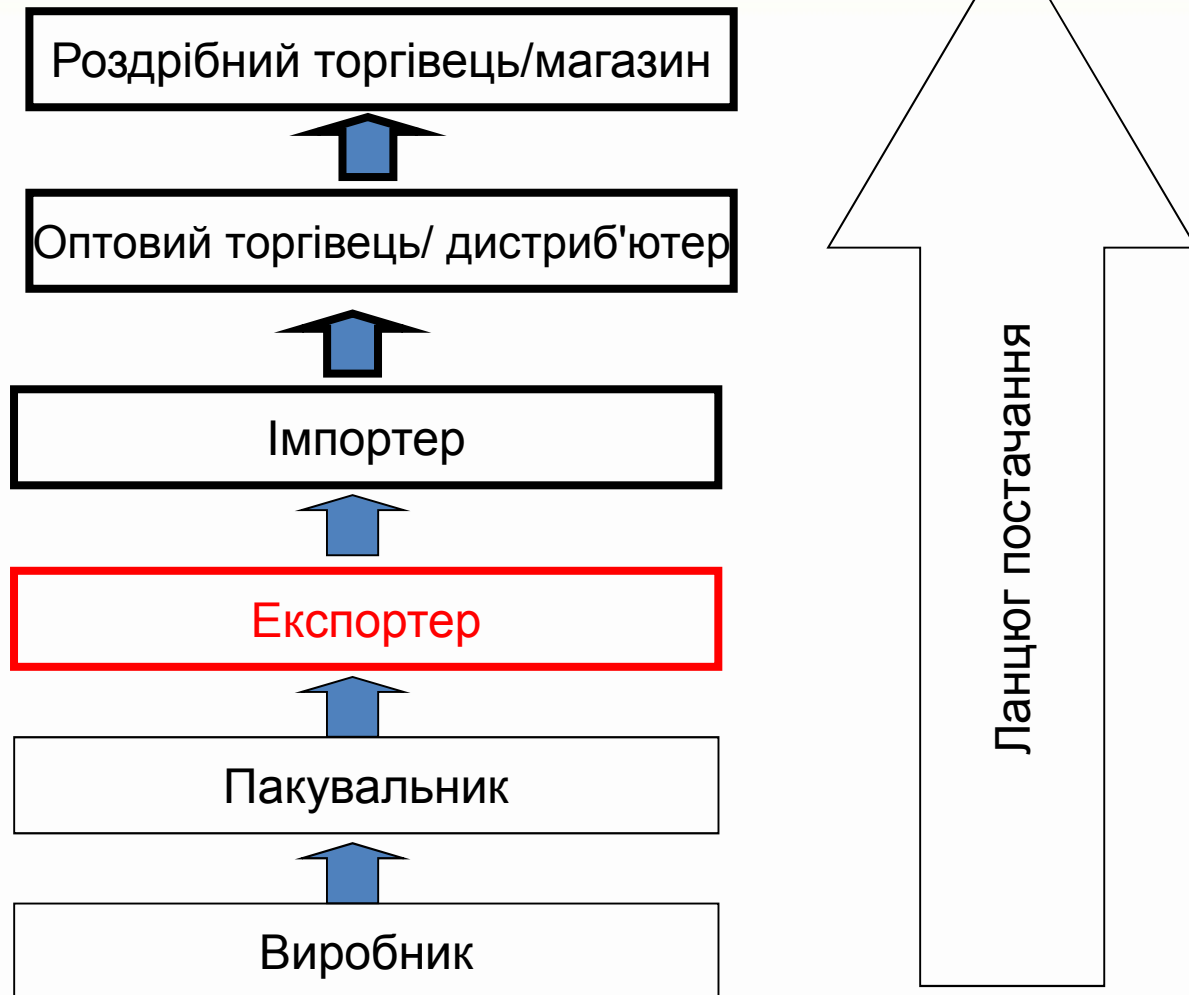 Роздрібний торгівець/магазин
Оптовий торгівець/ дистриб'ютер
Імпортер
Експортер
Пакувальник
Виробник
Ланцюг постачання